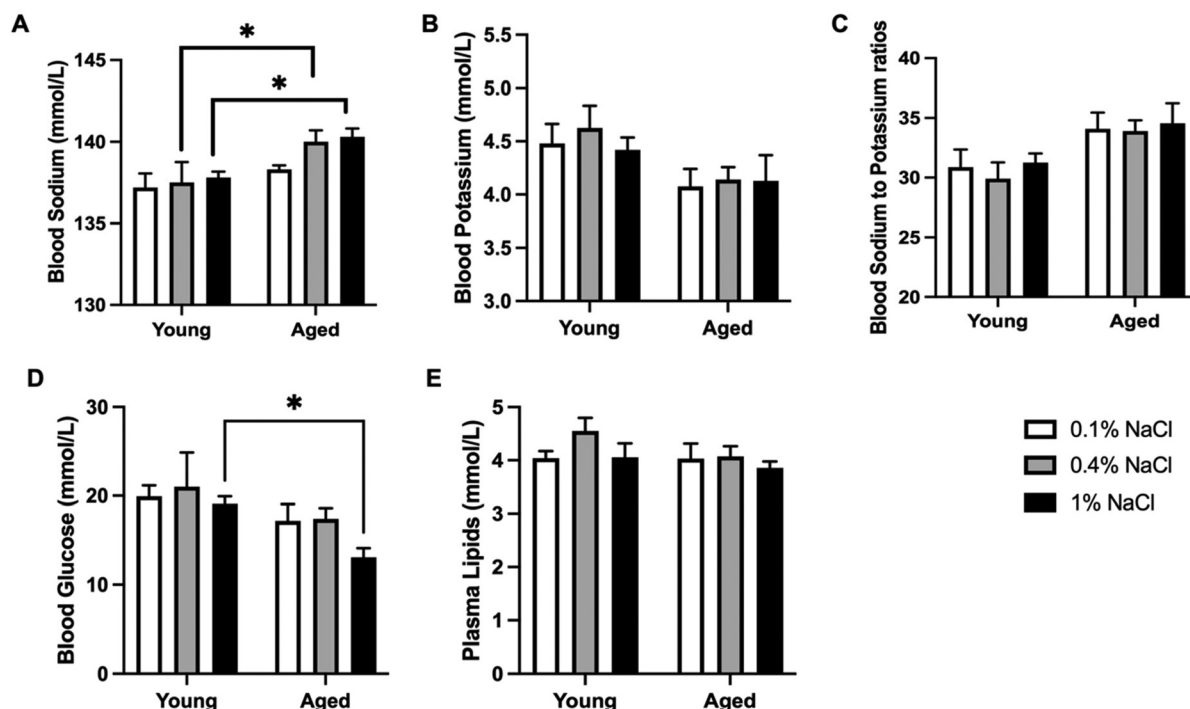 A
Blood Sodium (mmol/L)
145
140
135
130
*
*
Young Aged
B
Blood Potassium (mmol/L)
5.5
5.0
4.5
4.0
3.5
3.0
Young Aged
C
Blood Sodium to Potassium ratios
40
35
30
25
20
Young Aged
D
Blood Glucose (mmol/L)
30
20
10
0
*
Young Aged
E
Plasma Lipids (mmol/L)
5
4
3
2
1
0
Young Aged
0.1% NaCl
0.4% NaCl
1% NaCl